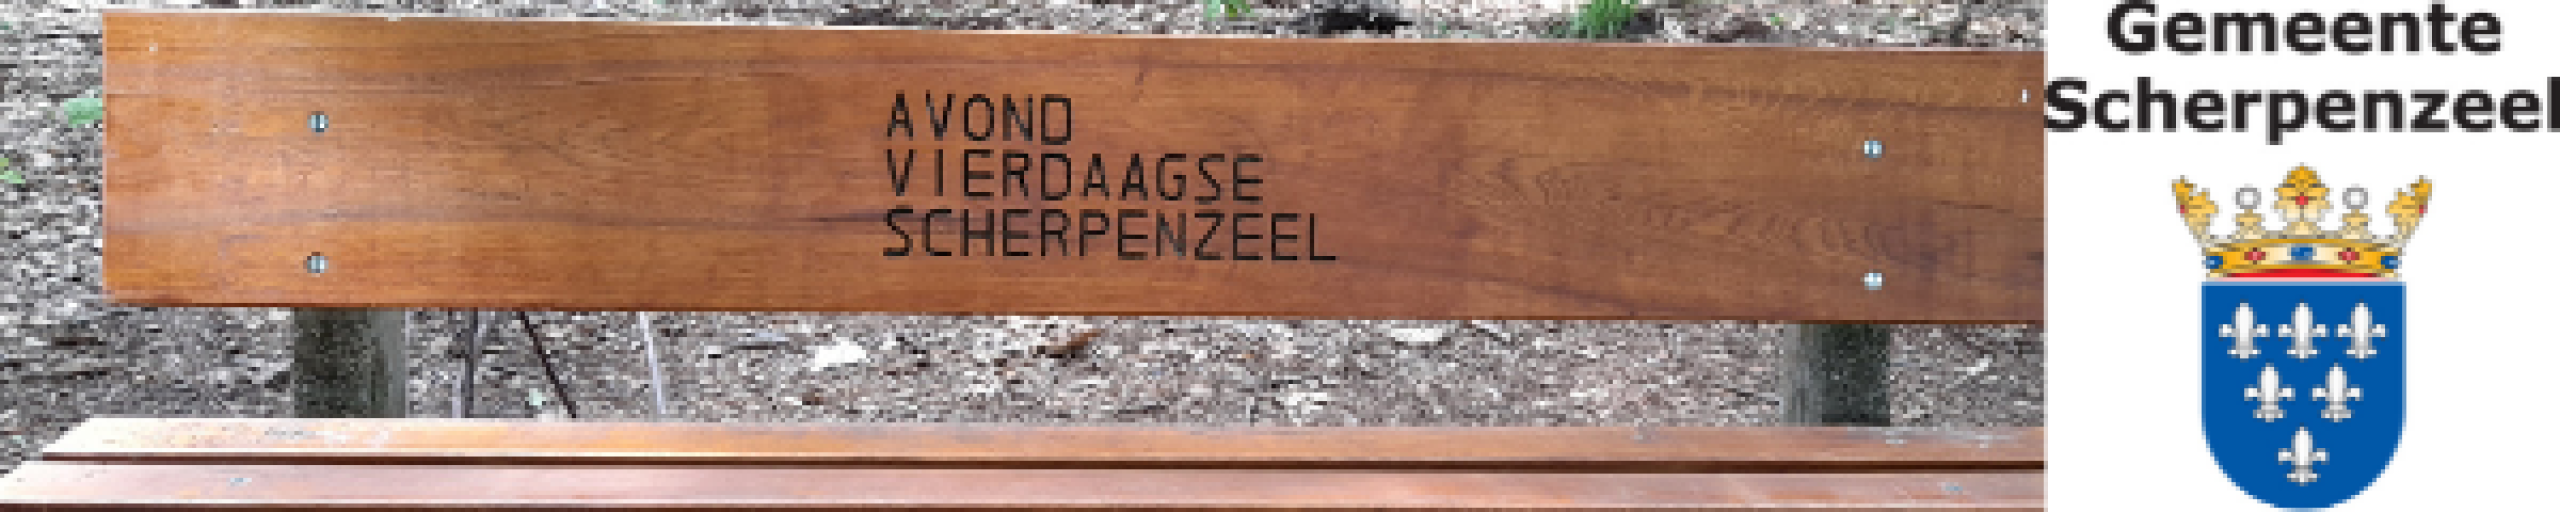 AVOND
VIERDAAGSE
SCHERPENZEEL
Gemeente
Scherpenzeel